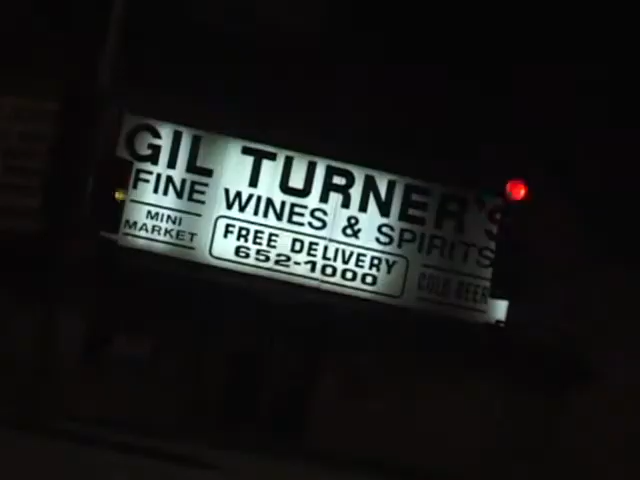 GIL TURNER'S
FINE WINES & SPIRITS
MINI
MARKET
FREE DELIVERY
652-1000
COLD BEER